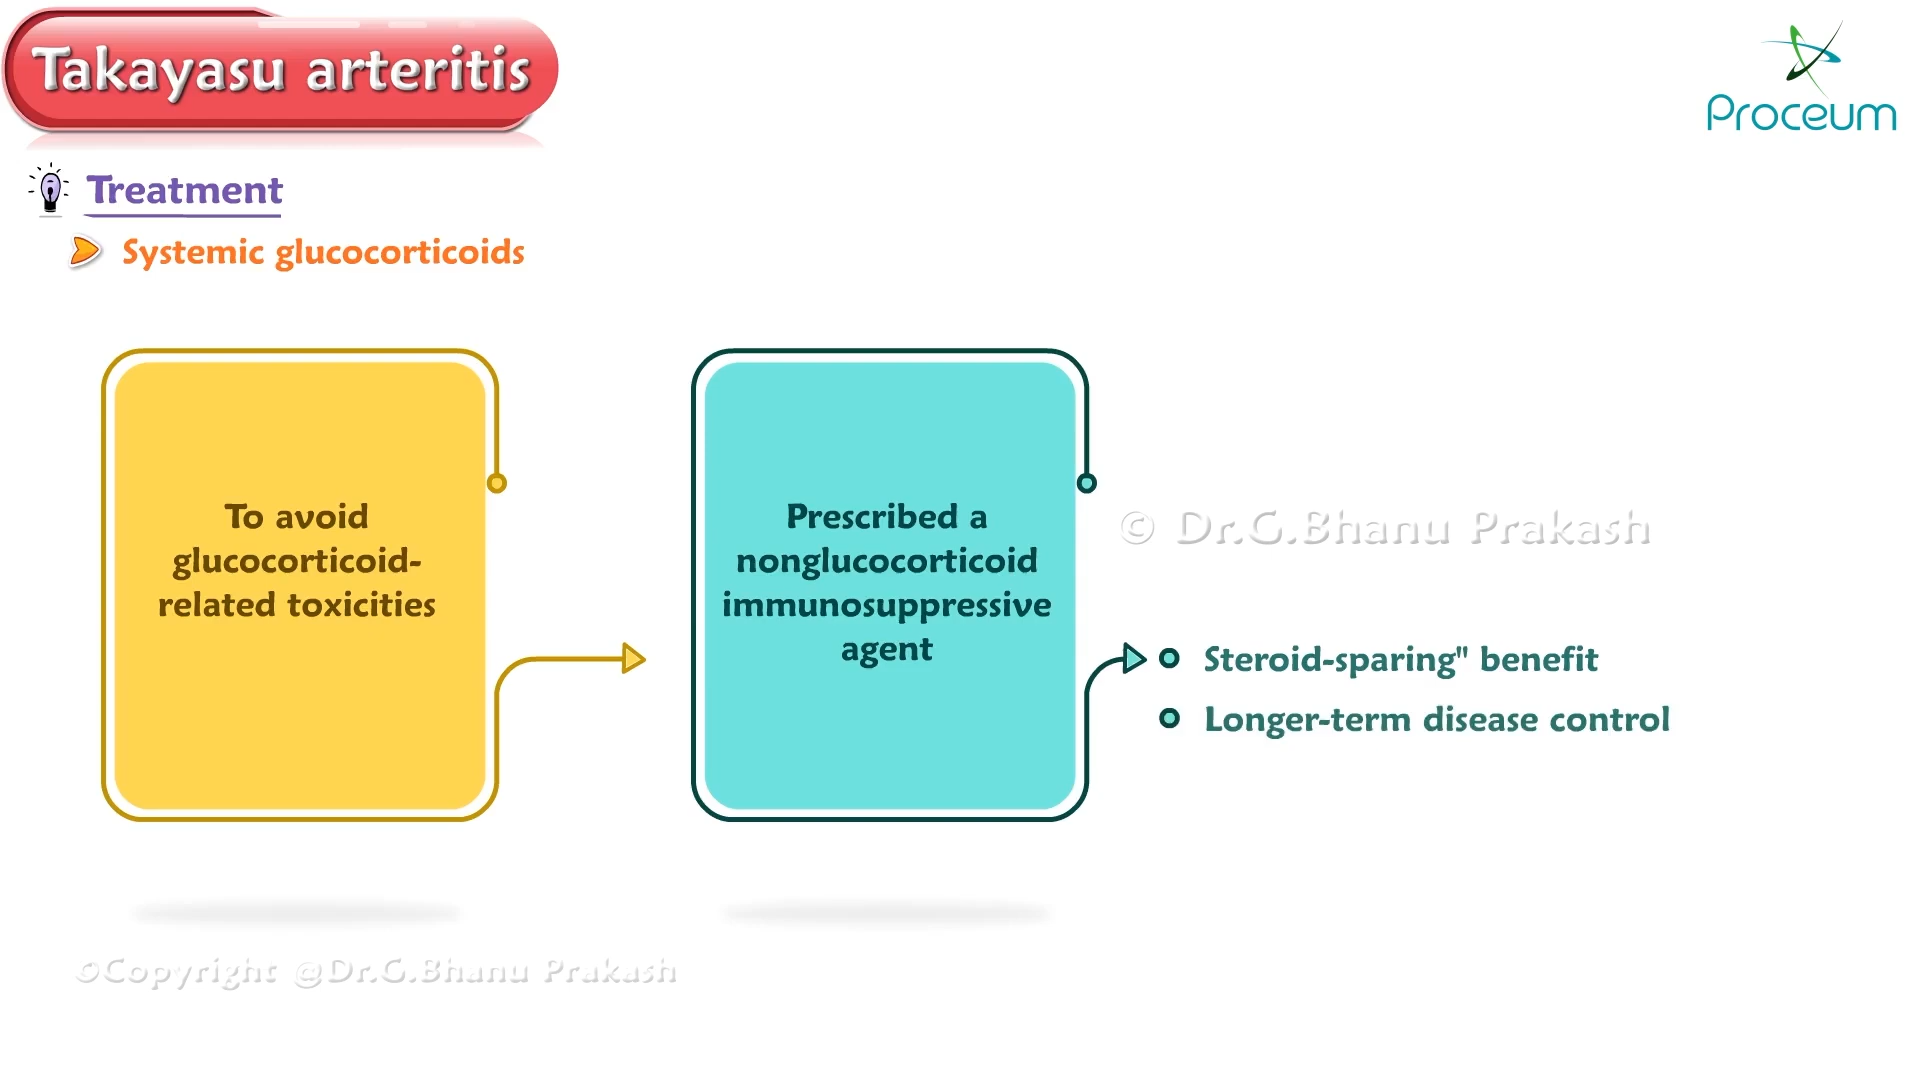 Takayasu arteritis
Proceum
Treatment
Systemic glucocorticoids
To avoid
glucocorticoid-
related toxicities
Prescribed a
nonglucocorticoid
immunosuppressive
agent
© Dr.G.Bhanu Prakash
Steroid-sparing" benefit
Longer-term disease control
©Copyright @Dr.G.Bhanu Prakash